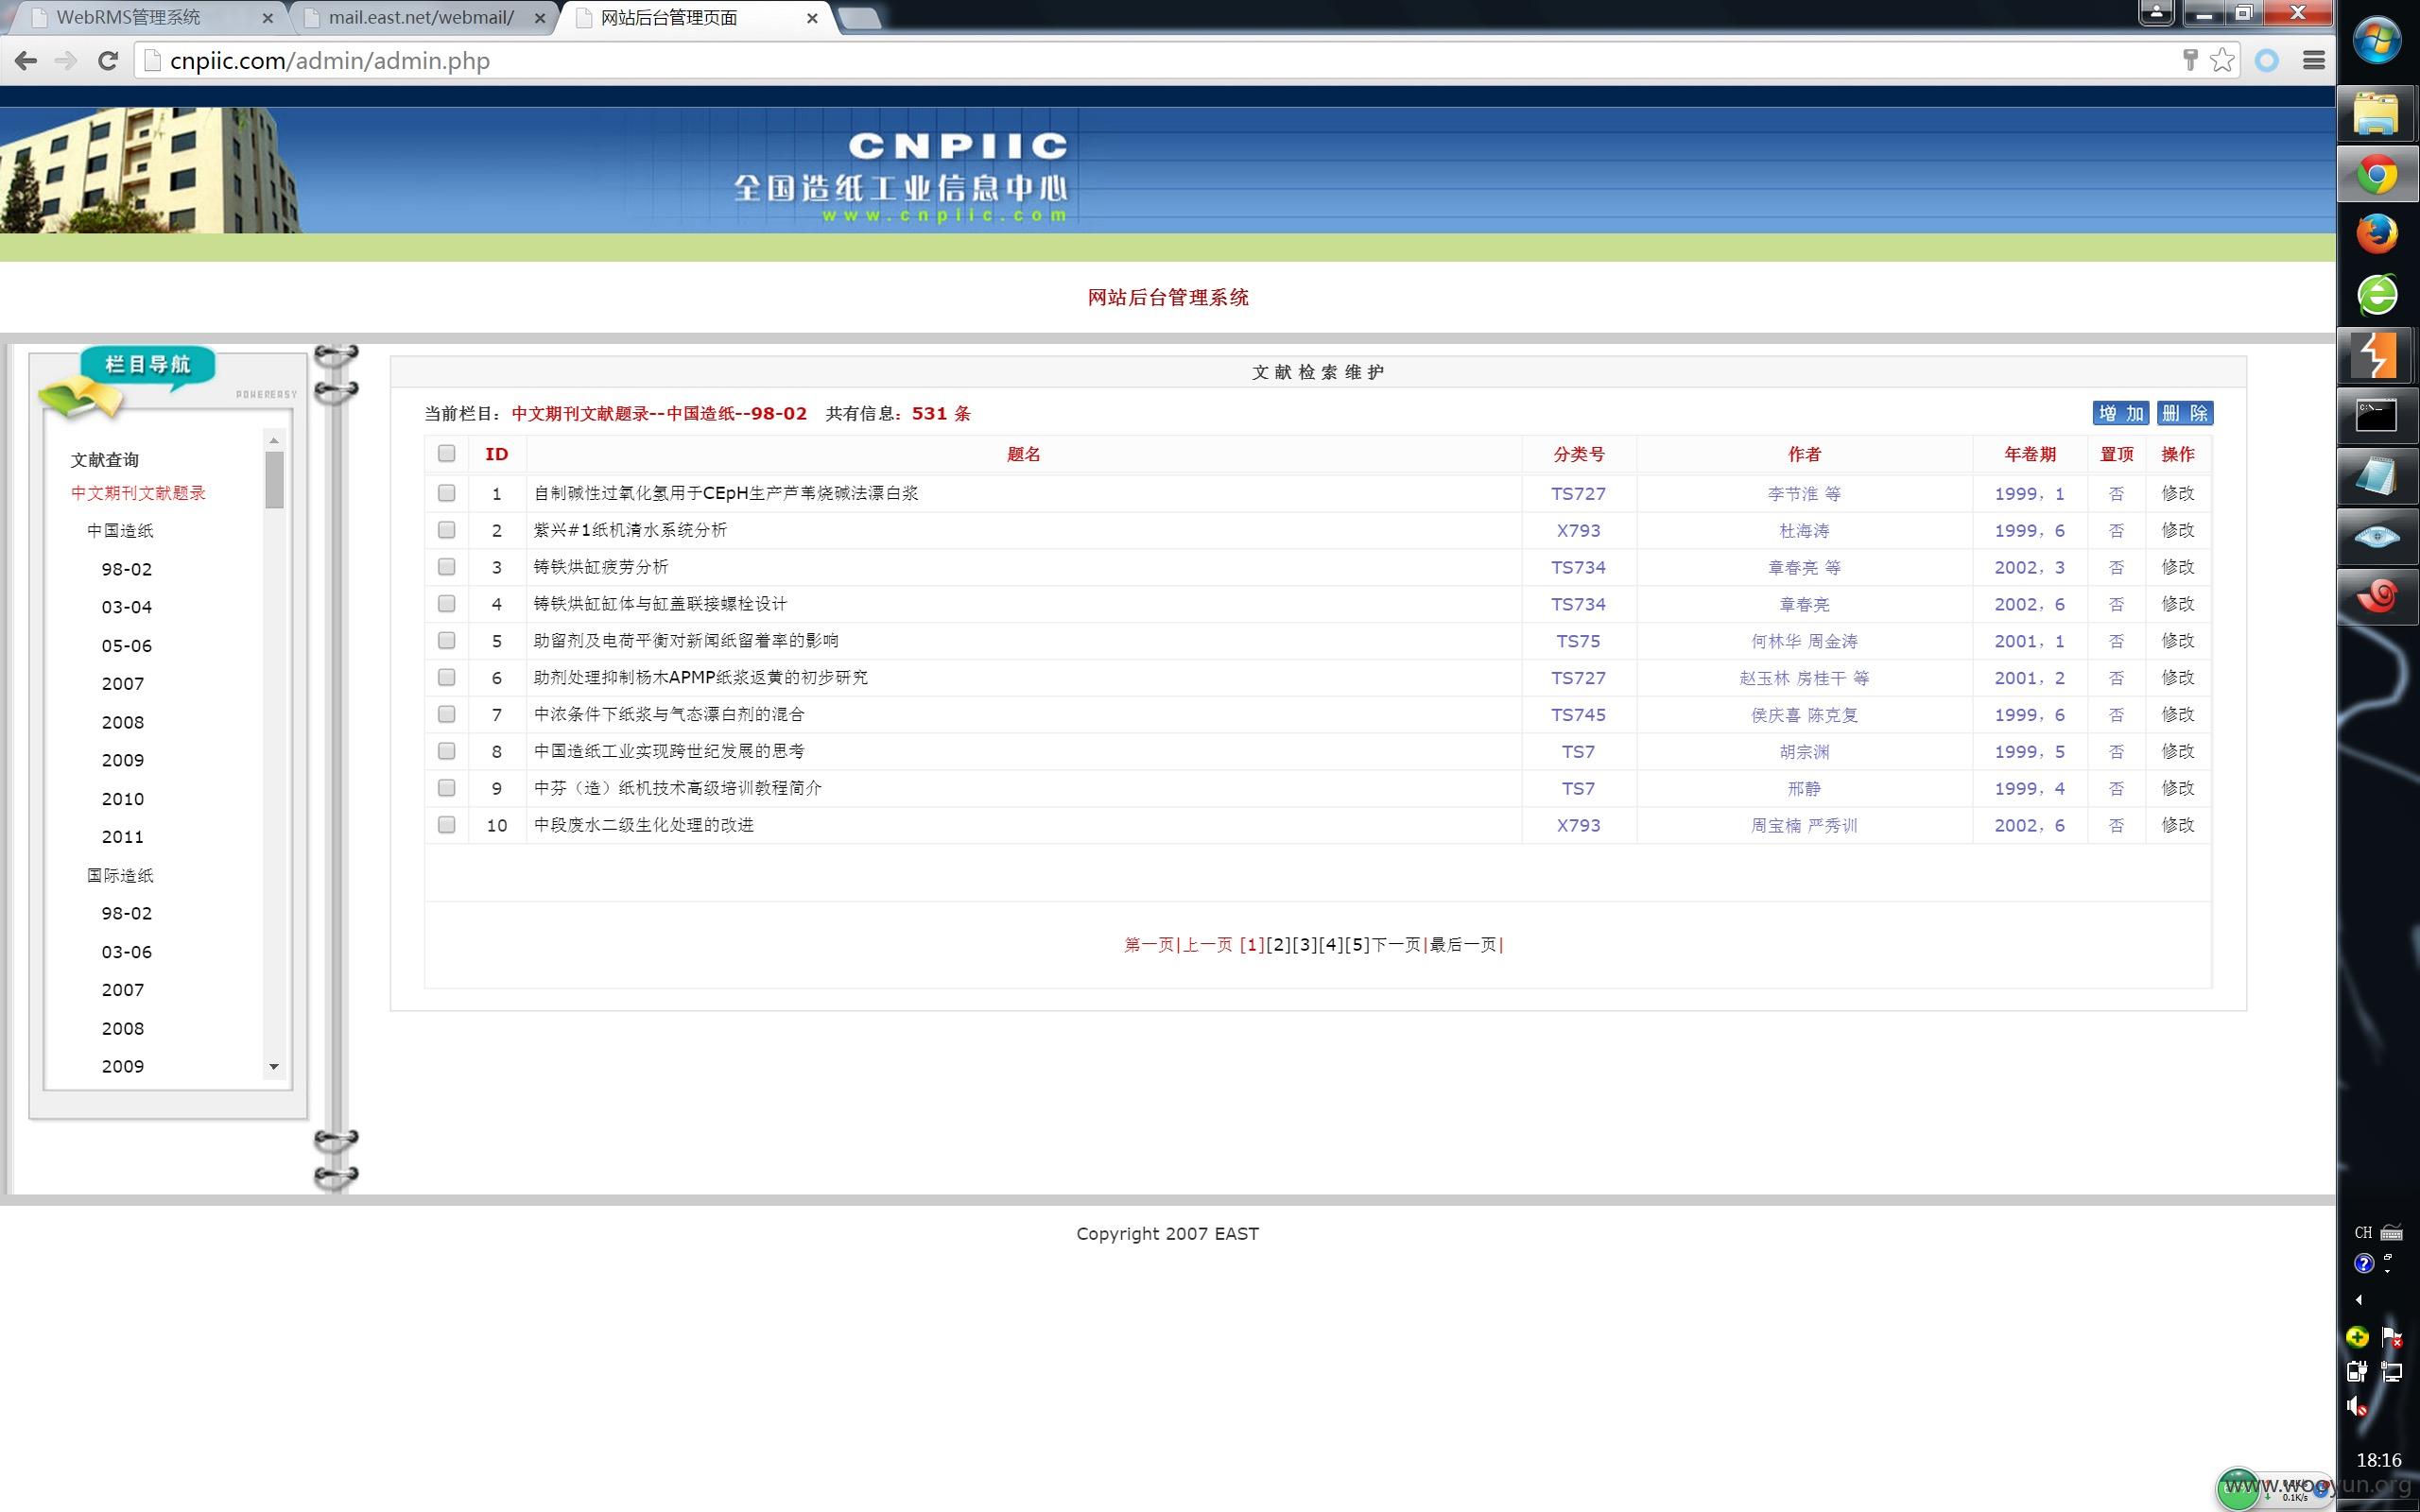 WebRMS管理系统
mail.east.net/webmail/
网站后台管理页面
cnpiic.com/admin/admin.php
CNPIIC
全国造纸工业信息中心
www.cnpiic.com
网站后台管理系统
栏目导航
POWEREASY
文献查询
中文期刊文献题录
中国造纸
98-02
03-04
05-06
2007
2008
2009
2010
2011
国际造纸
98-02
03-06
2007
2008
2009
文献检索维护
当前栏目：中文期刊文献题录--中国造纸--98-02 共有信息：531 条
增 加 删 除
ID 题名 分类号 作者 年卷期 置顶 操作
1 自制碱性过氧化氢用于CEpH生产芦苇烧碱法漂白浆 TS727 李节淮 等 1999，1 否 修改
2 紫兴#1纸机清水系统分析 X793 杜海涛 1999，6 否 修改
3 铸铁烘缸疲劳分析 TS734 章春亮 等 2002，3 否 修改
4 铸铁烘缸缸体与缸盖联接螺栓设计 TS734 章春亮 2002，6 否 修改
5 助留剂及电荷平衡对新闻纸留着率的影响 TS75 何林华 周金涛 2001，1 否 修改
6 助剂处理抑制杨木APMP纸浆返黄的初步研究 TS727 赵玉林 房桂干 等 2001，2 否 修改
7 中浓条件下纸浆与气态漂白剂的混合 TS745 侯庆喜 陈克复 1999，6 否 修改
8 中国造纸工业实现跨世纪发展的思考 TS7 胡宗渊 1999，5 否 修改
9 中芬（造）纸机技术高级培训教程简介 TS7 邢静 1999，4 否 修改
10 中段废水二级生化处理的改进 X793 周宝楠 严秀训 2002，6 否 修改
第一页|上一页 [1][2][3][4][5]下一页|最后一页|
Copyright 2007 EAST
CH
18:16
www.wooyun.org
0.1K/s